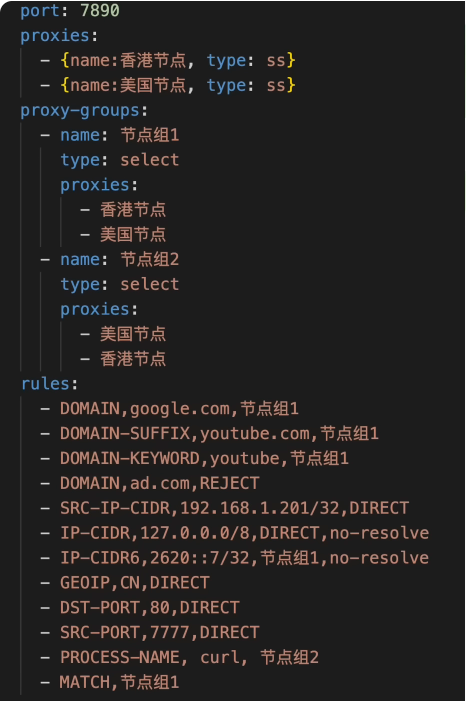 port: 7890
proxies:
  - {name:香港节点, type: ss}
  - {name:美国节点, type: ss}
proxy-groups:
  - name: 节点组1
    type: select
    proxies:
      - 香港节点
      - 美国节点
  - name: 节点组2
    type: select
    proxies:
      - 美国节点
      - 香港节点
rules:
  - DOMAIN,google.com,节点组1
  - DOMAIN-SUFFIX,youtube.com,节点组1
  - DOMAIN-KEYWORD,youtube,节点组1
  - DOMAIN,ad.com,REJECT
  - SRC-IP-CIDR,192.168.1.201/32,DIRECT
  - IP-CIDR,127.0.0.0/8,DIRECT,no-resolve
  - IP-CIDR6,2620::7/32,节点组1,no-resolve
  - GEOIP,CN,DIRECT
  - DST-PORT,80,DIRECT
  - SRC-PORT,7777,DIRECT
  - PROCESS-NAME, curl, 节点组2
  - MATCH,节点组1